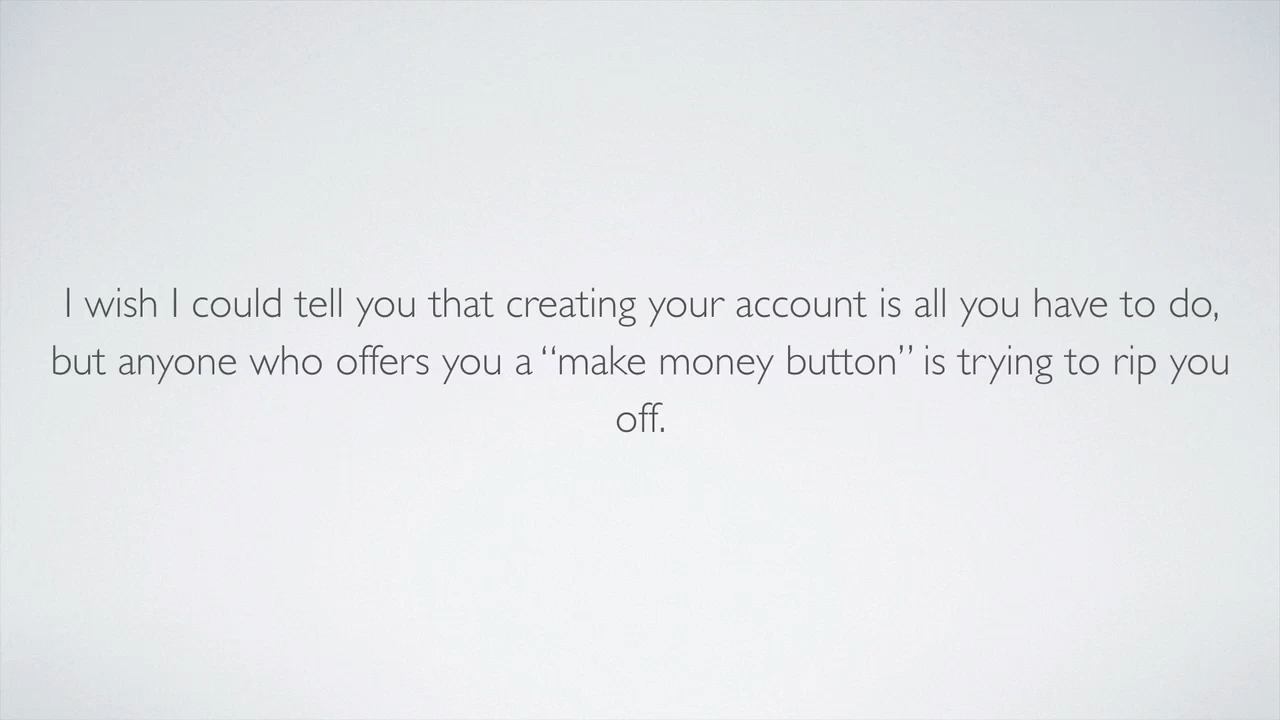 I wish I could tell you that creating your account is all you have to do,
but anyone who offers you a “make money button” is trying to rip you
off.